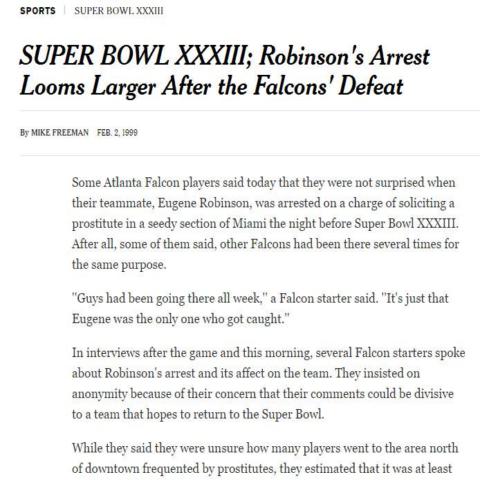 SPORTS | SUPER BOWL XXXIII
SUPER BOWL XXXIII; Robinson's Arrest
Looms Larger After the Falcons' Defeat
By MIKE FREEMAN FEB. 2, 1999
Some Atlanta Falcon players said today that they were not surprised when
their teammate, Eugene Robinson, was arrested on a charge of soliciting a
prostitute in a seedy section of Miami the night before Super Bowl XXXIII.
After all, some of them said, other Falcons had been there several times for
the same purpose.
"Guys had been going there all week," a Falcon starter said. "It's just that
Eugene was the only one who got caught."
In interviews after the game and this morning, several Falcon starters spoke
about Robinson's arrest and its affect on the team. They insisted on
anonymity because of their concern that their comments could be divisive
to a team that hopes to return to the Super Bowl.
While they said they were unsure how many players went to the area north
of downtown frequented by prostitutes, they estimated that it was at least